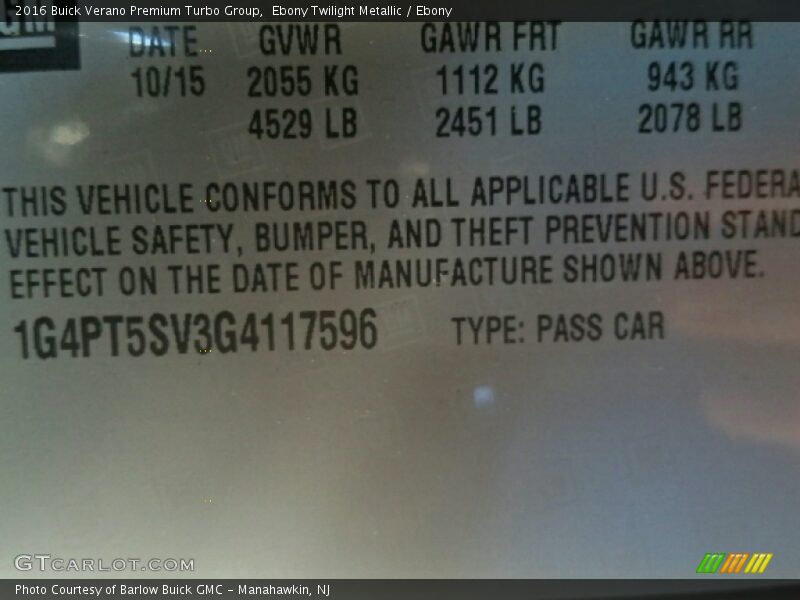 2016 Buick Verano Premium Turbo Group, Ebony Twilight Metallic / Ebony
GM
DATE GVWR GAWR FRT GAWR RR
10/15 2055 KG 1112 KG 943 KG
4529 LB 2451 LB 2078 LB
THIS VEHICLE CONFORMS TO ALL APPLICABLE U.S. FEDERA
VEHICLE SAFETY, BUMPER, AND THEFT PREVENTION STAND
EFFECT ON THE DATE OF MANUFACTURE SHOWN ABOVE.
1G4PT5SV3G4117596 TYPE: PASS CAR
GTCARLOT.COM
Photo Courtesy of Barlow Buick GMC - Manahawkin, NJ